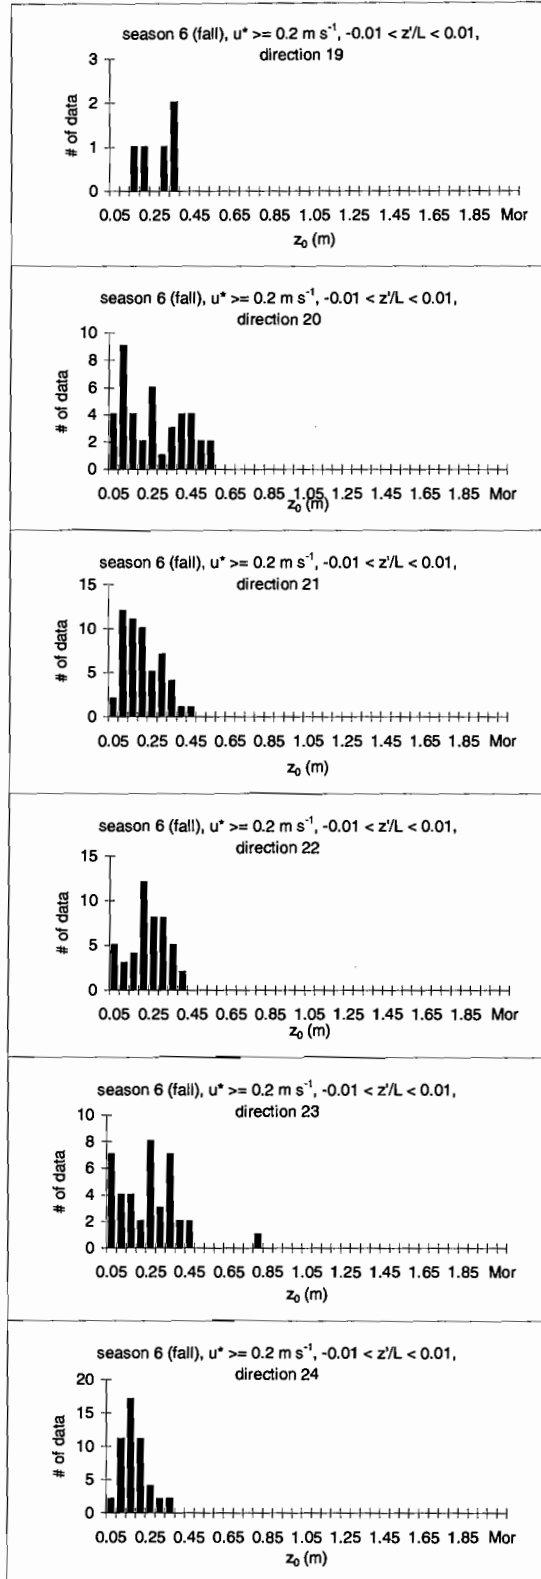 season 6 (fall), u* >= 0.2 m s⁻¹, -0.01 < z'/L < 0.01,
direction 19
3
2
1
0
# of data
0.05 0.25 0.45 0.65 0.85 1.05 1.25 1.45 1.65 1.85 Mor
z₀ (m)
season 6 (fall), u* >= 0.2 m s⁻¹, -0.01 < z'/L < 0.01,
direction 20
10
8
6
4
2
0
# of data
0.05 0.25 0.45 0.65 0.85 1.05 1.25 1.45 1.65 1.85 Mor
z₀ (m)
season 6 (fall), u* >= 0.2 m s⁻¹, -0.01 < z'/L < 0.01,
direction 21
15
10
5
0
# of data
0.05 0.25 0.45 0.65 0.85 1.05 1.25 1.45 1.65 1.85 Mor
z₀ (m)
season 6 (fall), u* >= 0.2 m s⁻¹, -0.01 < z'/L < 0.01,
direction 22
15
10
5
0
# of data
0.05 0.25 0.45 0.65 0.85 1.05 1.25 1.45 1.65 1.85 Mor
z₀ (m)
season 6 (fall), u* >= 0.2 m s⁻¹, -0.01 < z'/L < 0.01,
direction 23
10
8
6
4
2
0
# of data
0.05 0.25 0.45 0.65 0.85 1.05 1.25 1.45 1.65 1.85 Mor
z₀ (m)
season 6 (fall), u* >= 0.2 m s⁻¹, -0.01 < z'/L < 0.01,
direction 24
20
15
10
5
0
# of data
0.05 0.25 0.45 0.65 0.85 1.05 1.25 1.45 1.65 1.85 Mor
z₀ (m)